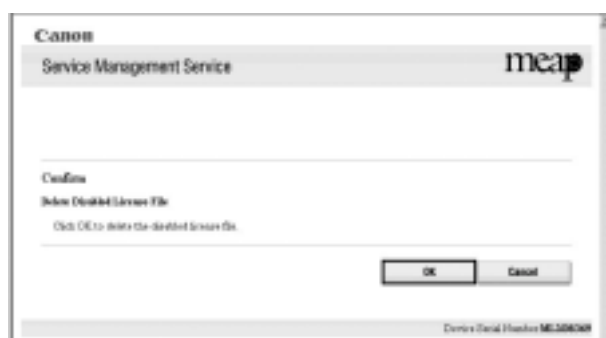 Canon
Service Management Service
meap
Confirm
Delete Disabled License File
Click OK to delete the disabled license file.
OK
Cancel
Device Serial Number